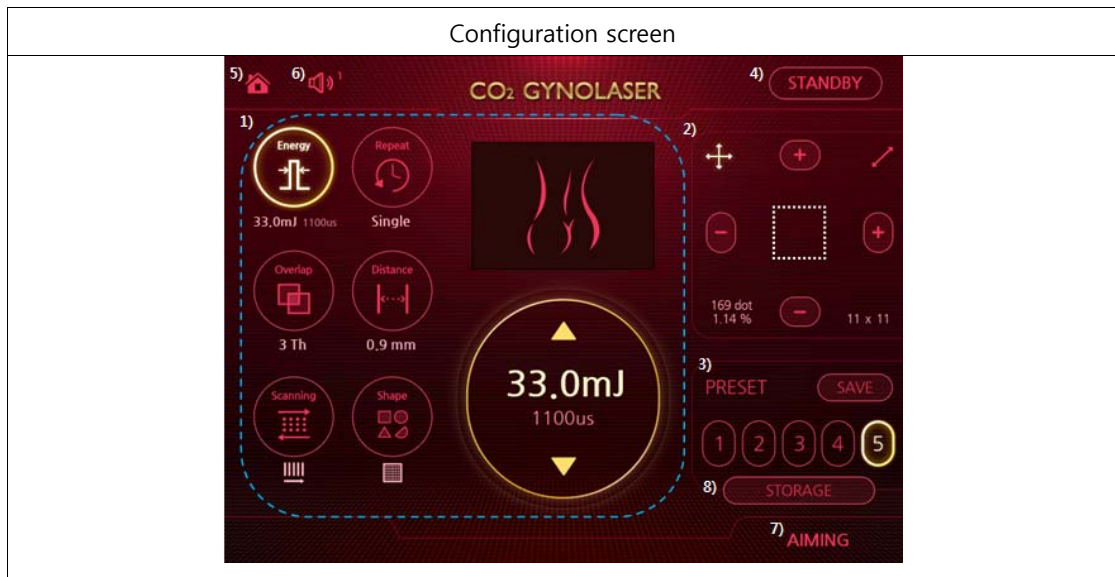 Configuration screen
5) 6) 1 CO₂ GYNOLASER 4) STANDBY
1) 2)
Energy Repeat
33.0mJ 1100us Single
Overlap Distance
3 Th 0.9 mm
Scanning Shape
33.0mJ
1100us
+
- +
169 dot
1.14 % - 11 x 11
3)
PRESET SAVE
1 2 3 4 5
8) STORAGE
7) AIMING